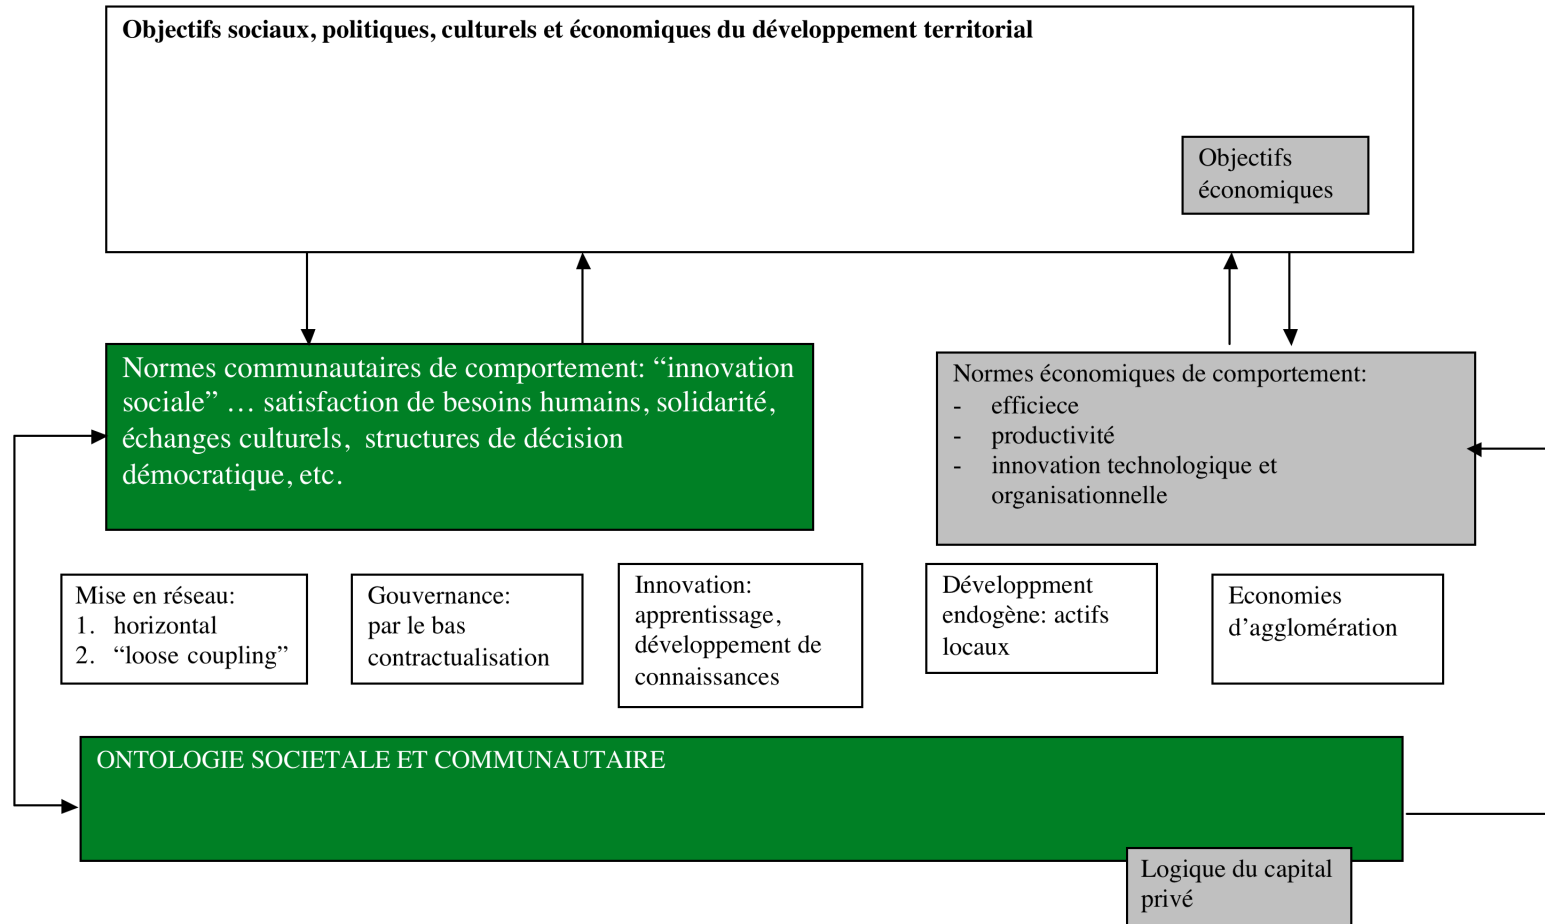 Objectifs sociaux, politiques, culturels et économiques du développement territorial
Objectifs
économiques
Normes communautaires de comportement: “innovation
sociale” … satisfaction de besoins humains, solidarité,
échanges culturels, structures de décision
démocratique, etc.
Normes économiques de comportement:
- efficiece
- productivité
- innovation technologique et
organisationnelle
Mise en réseau:
1. horizontal
2. “loose coupling”
Gouvernance:
par le bas
contractualisation
Innovation:
apprentissage,
développement de
connaissances
Développment
endogène: actifs
locaux
Economies
d’agglomération
ONTOLOGIE SOCIETALE ET COMMUNAUTAIRE
Logique du capital
privé